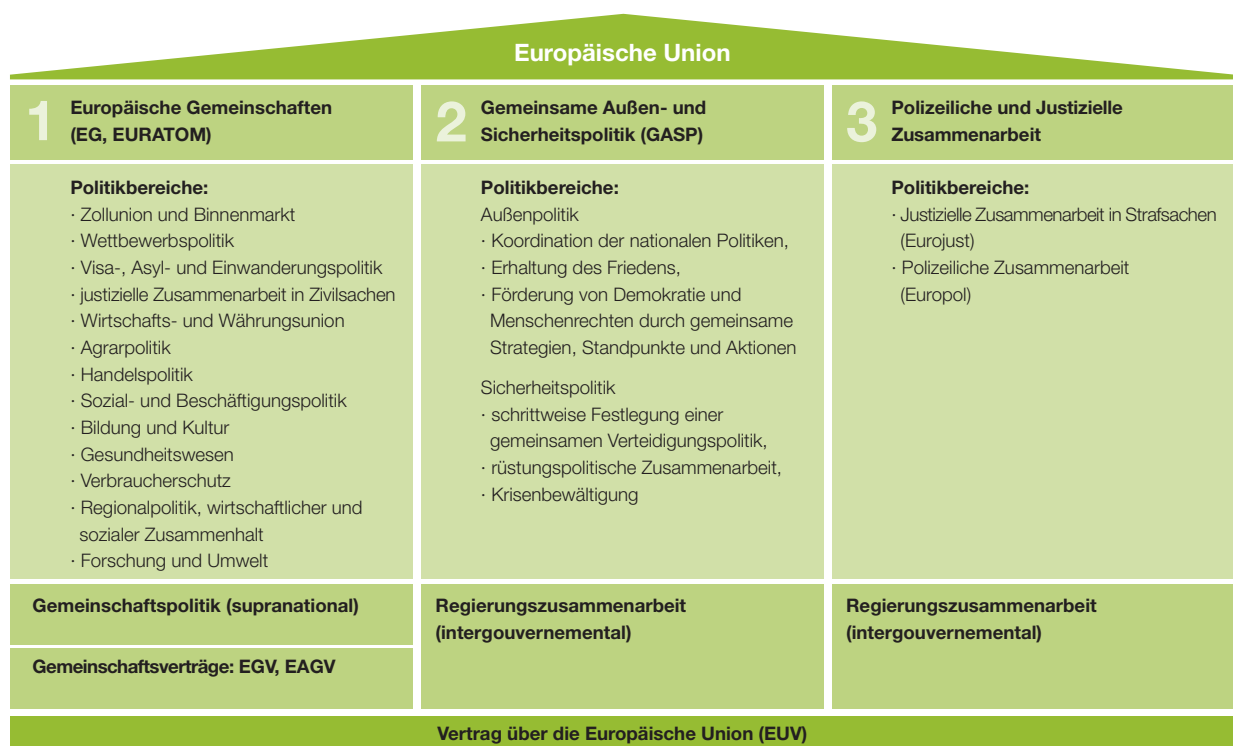 Europäische Union
1
Europäische Gemeinschaften
(EG, EURATOM)
Politikbereiche:
· Zollunion und Binnenmarkt
· Wettbewerbspolitik
· Visa-, Asyl- und Einwanderungspolitik
· justizielle Zusammenarbeit in Zivilsachen
· Wirtschafts- und Währungsunion
· Agrarpolitik
· Handelspolitik
· Sozial- und Beschäftigungspolitik
· Bildung und Kultur
· Gesundheitswesen
· Verbraucherschutz
· Regionalpolitik, wirtschaftlicher und
sozialer Zusammenhalt
· Forschung und Umwelt
Gemeinschaftspolitik (supranational)
Gemeinschaftsverträge: EGV, EAGV
2
Gemeinsame Außen- und
Sicherheitspolitik (GASP)
Politikbereiche:
Außenpolitik
· Koordination der nationalen Politiken,
· Erhaltung des Friedens,
· Förderung von Demokratie und
Menschenrechten durch gemeinsame
Strategien, Standpunkte und Aktionen
Sicherheitspolitik
· schrittweise Festlegung einer
gemeinsamen Verteidigungspolitik,
· rüstungspolitische Zusammenarbeit,
· Krisenbewältigung
Regierungszusammenarbeit
(intergouvernemental)
3
Polizeiliche und Justizielle
Zusammenarbeit
Politikbereiche:
· Justizielle Zusammenarbeit in Strafsachen
(Eurojust)
· Polizeiliche Zusammenarbeit
(Europol)
Regierungszusammenarbeit
(intergouvernemental)
Vertrag über die Europäische Union (EUV)